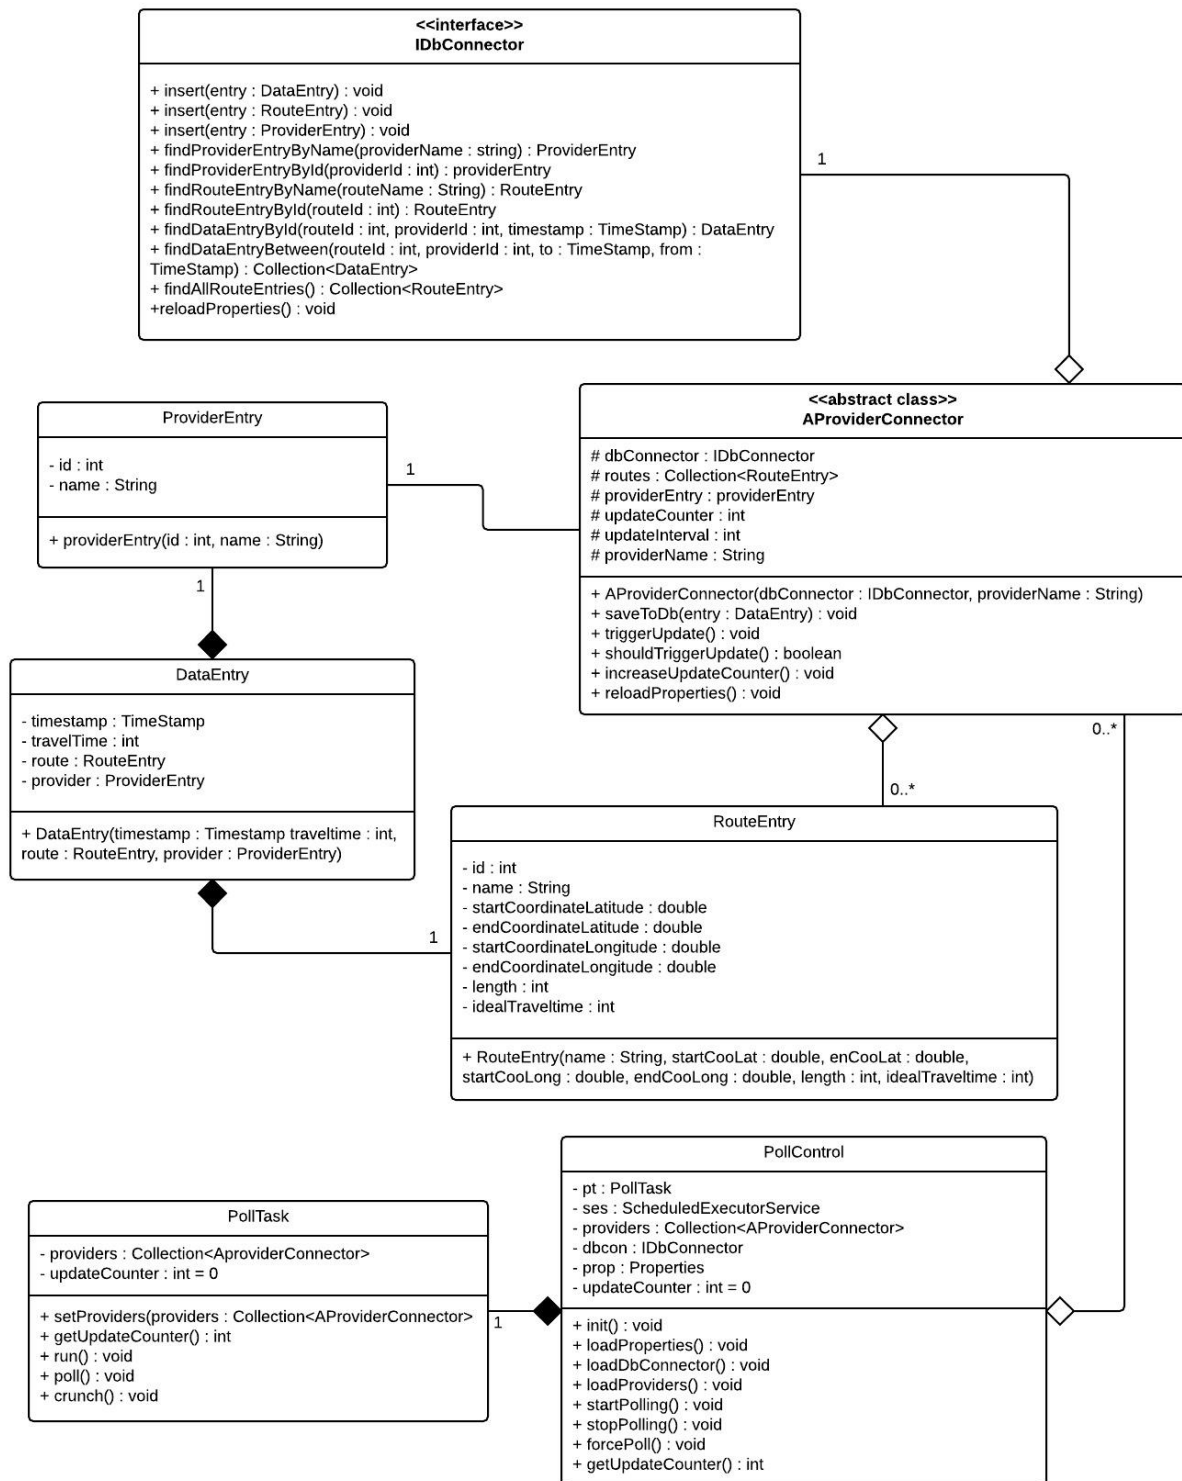 <<interface>>
IDbConnector
+ insert(entry : DataEntry) : void
+ insert(entry : RouteEntry) : void
+ insert(entry : ProviderEntry) : void
+ findProviderEntryByName(providerName : string) : ProviderEntry
+ findProviderEntryById(providerId : int) : providerEntry
+ findRouteEntryByName(routeName : String) : RouteEntry
+ findRouteEntryById(routeId : int) : RouteEntry
+ findDataEntryById(routeId : int, providerId : int, timestamp : TimeStamp) : DataEntry
+ findDataEntryBetween(routeId : int, providerId : int, to : TimeStamp, from :
TimeStamp) : Collection<DataEntry>
+ findAllRouteEntries() : Collection<RouteEntry>
+reloadProperties() : void
1
<<abstract class>>
AProviderConnector
# dbConnector : IDbConnector
# routes : Collection<RouteEntry>
# providerEntry : providerEntry
# updateCounter : int
# updateInterval : int
# providerName : String
+ AProviderConnector(dbConnector : IDbConnector, providerName : String)
+ saveToDb(entry : DataEntry) : void
+ triggerUpdate() : void
+ shouldTriggerUpdate() : boolean
+ increaseUpdateCounter() : void
+ reloadProperties() : void
ProviderEntry
- id : int
- name : String
+ providerEntry(id : int, name : String)
1
1
DataEntry
- timestamp : TimeStamp
- travelTime : int
- route : RouteEntry
- provider : ProviderEntry
+ DataEntry(timestamp : Timestamp traveltime : int,
route : RouteEntry, provider : ProviderEntry)
1
0..*
0..*
RouteEntry
- id : int
- name : String
- startCoordinateLatitude : double
- endCoordinateLatitude : double
- startCoordinateLongitude : double
- endCoordinateLongitude : double
- length : int
- idealTraveltime : int
+ RouteEntry(name : String, startCooLat : double, enCooLat : double,
startCooLong : double, endCooLong : double, length : int, idealTraveltime : int)
PollTask
- providers : Collection<AproviderConnector>
- updateCounter : int = 0
+ setProviders(providers : Collection<AProviderConnector>
+ getUpdateCounter() : int
+ run() : void
+ poll() : void
+ crunch() : void
1
PollControl
- pt : PollTask
- ses : ScheduledExecutorService
- providers : Collection<AProviderConnector>
- dbcon : IDbConnector
- prop : Properties
- updateCounter : int = 0
+ init() : void
+ loadProperties() : void
+ loadDbConnector() : void
+ loadProviders() : void
+ startPolling() : void
+ stopPolling() : void
+ forcePoll() : void
+ getUpdateCounter() : int